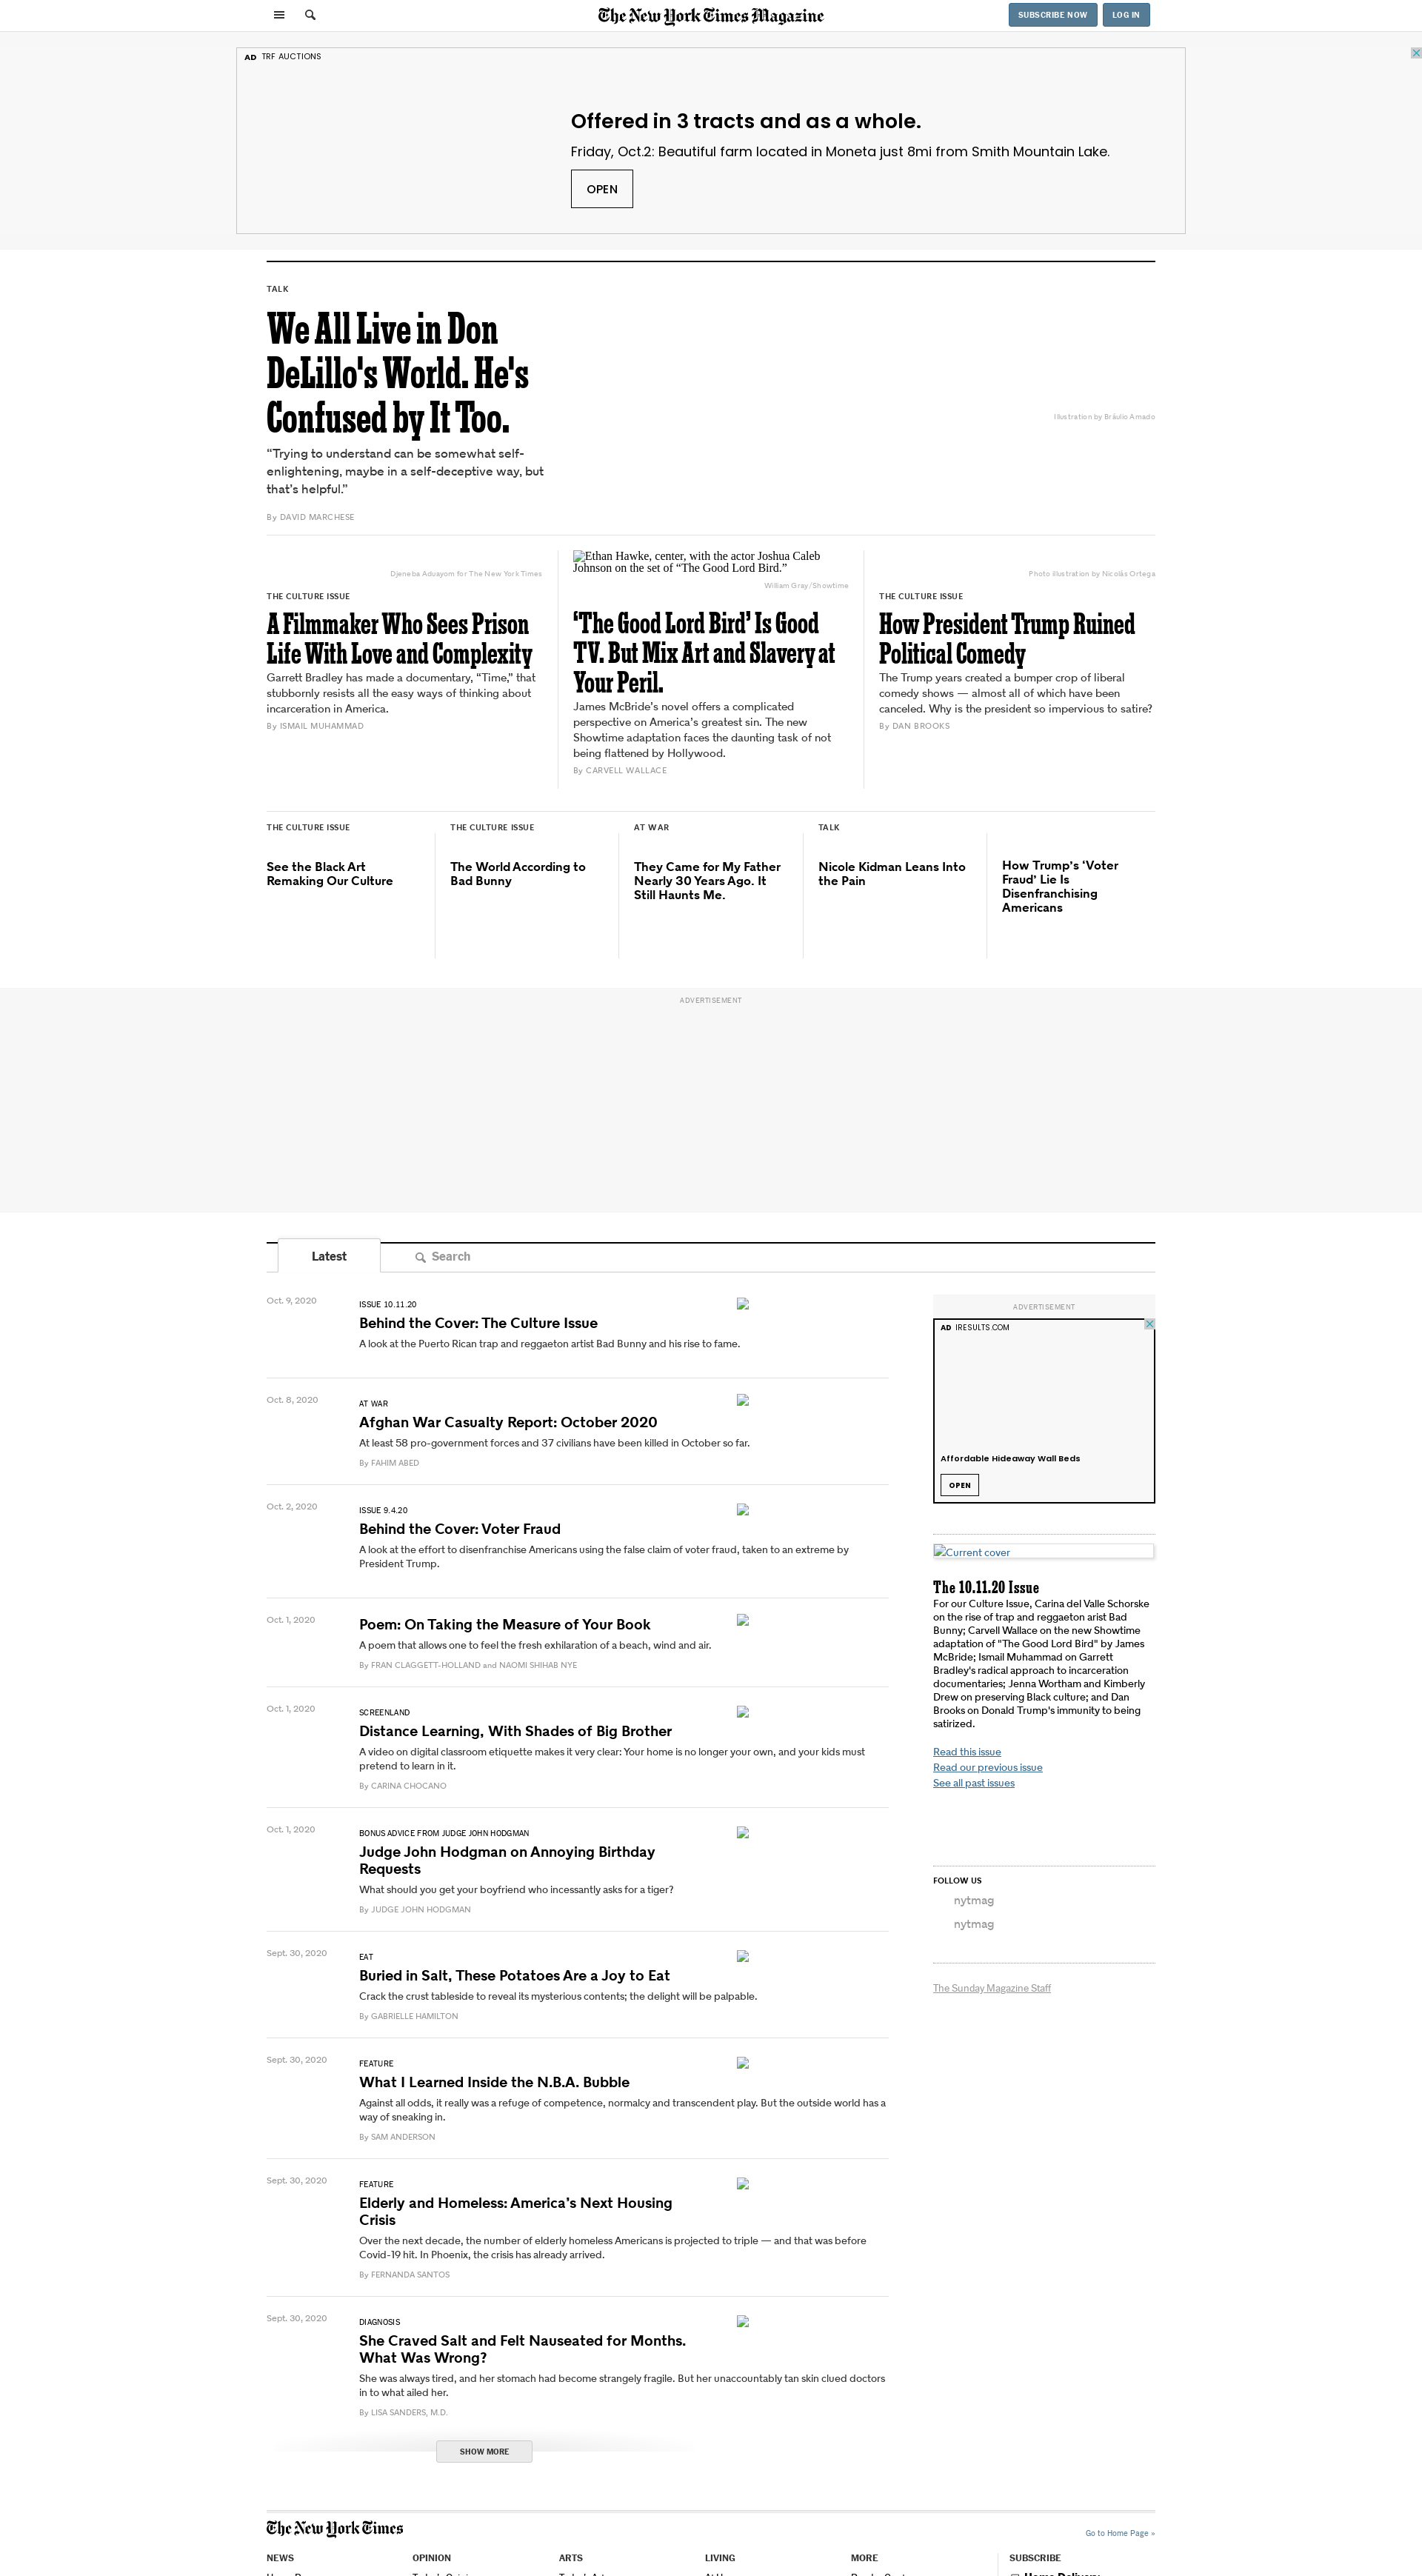 The New York Times Magazine
SUBSCRIBE NOW
LOG IN
AD TRF AUCTIONS
Offered in 3 tracts and as a whole.
Friday, Oct.2: Beautiful farm located in Moneta just 8mi from Smith Mountain Lake.
OPEN
TALK
We All Live in Don
DeLillo's World. He's
Confused by It Too.
“Trying to understand can be somewhat self-
enlightening, maybe in a self-deceptive way, but
that’s helpful.”
By DAVID MARCHESE
Illustration by Bráulio Amado
Djeneba Aduayom for The New York Times
THE CULTURE ISSUE
A Filmmaker Who Sees Prison
Life With Love and Complexity
Garrett Bradley has made a documentary, “Time,” that
stubbornly resists all the easy ways of thinking about
incarceration in America.
By ISMAIL MUHAMMAD
Ethan Hawke, center, with the actor Joshua Caleb
Johnson on the set of “The Good Lord Bird.”
William Gray/Showtime
‘The Good Lord Bird’ Is Good
TV. But Mix Art and Slavery at
Your Peril.
James McBride’s novel offers a complicated
perspective on America’s greatest sin. The new
Showtime adaptation faces the daunting task of not
being flattened by Hollywood.
By CARVELL WALLACE
Photo Illustration by Nicolás Ortega
THE CULTURE ISSUE
How President Trump Ruined
Political Comedy
The Trump years created a bumper crop of liberal
comedy shows — almost all of which have been
canceled. Why is the president so impervious to satire?
By DAN BROOKS
THE CULTURE ISSUE
See the Black Art
Remaking Our Culture
THE CULTURE ISSUE
The World According to
Bad Bunny
AT WAR
They Came for My Father
Nearly 30 Years Ago. It
Still Haunts Me.
TALK
Nicole Kidman Leans Into
the Pain
How Trump’s ‘Voter
Fraud’ Lie Is
Disenfranchising
Americans
ADVERTISEMENT
Latest
Search
Oct. 9, 2020
ISSUE 10.11.20
Behind the Cover: The Culture Issue
A look at the Puerto Rican trap and reggaeton artist Bad Bunny and his rise to fame.
Oct. 8, 2020
AT WAR
Afghan War Casualty Report: October 2020
At least 58 pro-government forces and 37 civilians have been killed in October so far.
By FAHIM ABED
Oct. 2, 2020
ISSUE 9.4.20
Behind the Cover: Voter Fraud
A look at the effort to disenfranchise Americans using the false claim of voter fraud, taken to an extreme by
President Trump.
Oct. 1, 2020
Poem: On Taking the Measure of Your Book
A poem that allows one to feel the fresh exhilaration of a beach, wind and air.
By FRAN CLAGGETT-HOLLAND and NAOMI SHIHAB NYE
Oct. 1, 2020
SCREENLAND
Distance Learning, With Shades of Big Brother
A video on digital classroom etiquette makes it very clear: Your home is no longer your own, and your kids must
pretend to learn in it.
By CARINA CHOCANO
Oct. 1, 2020
BONUS ADVICE FROM JUDGE JOHN HODGMAN
Judge John Hodgman on Annoying Birthday
Requests
What should you get your boyfriend who incessantly asks for a tiger?
By JUDGE JOHN HODGMAN
Sept. 30, 2020
EAT
Buried in Salt, These Potatoes Are a Joy to Eat
Crack the crust tableside to reveal its mysterious contents; the delight will be palpable.
By GABRIELLE HAMILTON
Sept. 30, 2020
FEATURE
What I Learned Inside the N.B.A. Bubble
Against all odds, it really was a refuge of competence, normalcy and transcendent play. But the outside world has a
way of sneaking in.
By SAM ANDERSON
Sept. 30, 2020
FEATURE
Elderly and Homeless: America’s Next Housing
Crisis
Over the next decade, the number of elderly homeless Americans is projected to triple — and that was before
Covid-19 hit. In Phoenix, the crisis has already arrived.
By FERNANDA SANTOS
Sept. 30, 2020
DIAGNOSIS
She Craved Salt and Felt Nauseated for Months.
What Was Wrong?
She was always tired, and her stomach had become strangely fragile. But her unaccountably tan skin clued doctors
in to what ailed her.
By LISA SANDERS, M.D.
SHOW MORE
ADVERTISEMENT
AD IRESULTS.COM
Affordable Hideaway Wall Beds
OPEN
Current cover
The 10.11.20 Issue
For our Culture Issue, Carina del Valle Schorske
on the rise of trap and reggaeton arist Bad
Bunny; Carvell Wallace on the new Showtime
adaptation of "The Good Lord Bird" by James
McBride; Ismail Muhammad on Garrett
Bradley's radical approach to incarceration
documentaries; Jenna Wortham and Kimberly
Drew on preserving Black culture; and Dan
Brooks on Donald Trump's immunity to being
satirized.
Read this issue
Read our previous issue
See all past issues
FOLLOW US
nytmag
nytmag
The Sunday Magazine Staff
The New York Times
Go to Home Page »
NEWS
OPINION
ARTS
LIVING
MORE
SUBSCRIBE